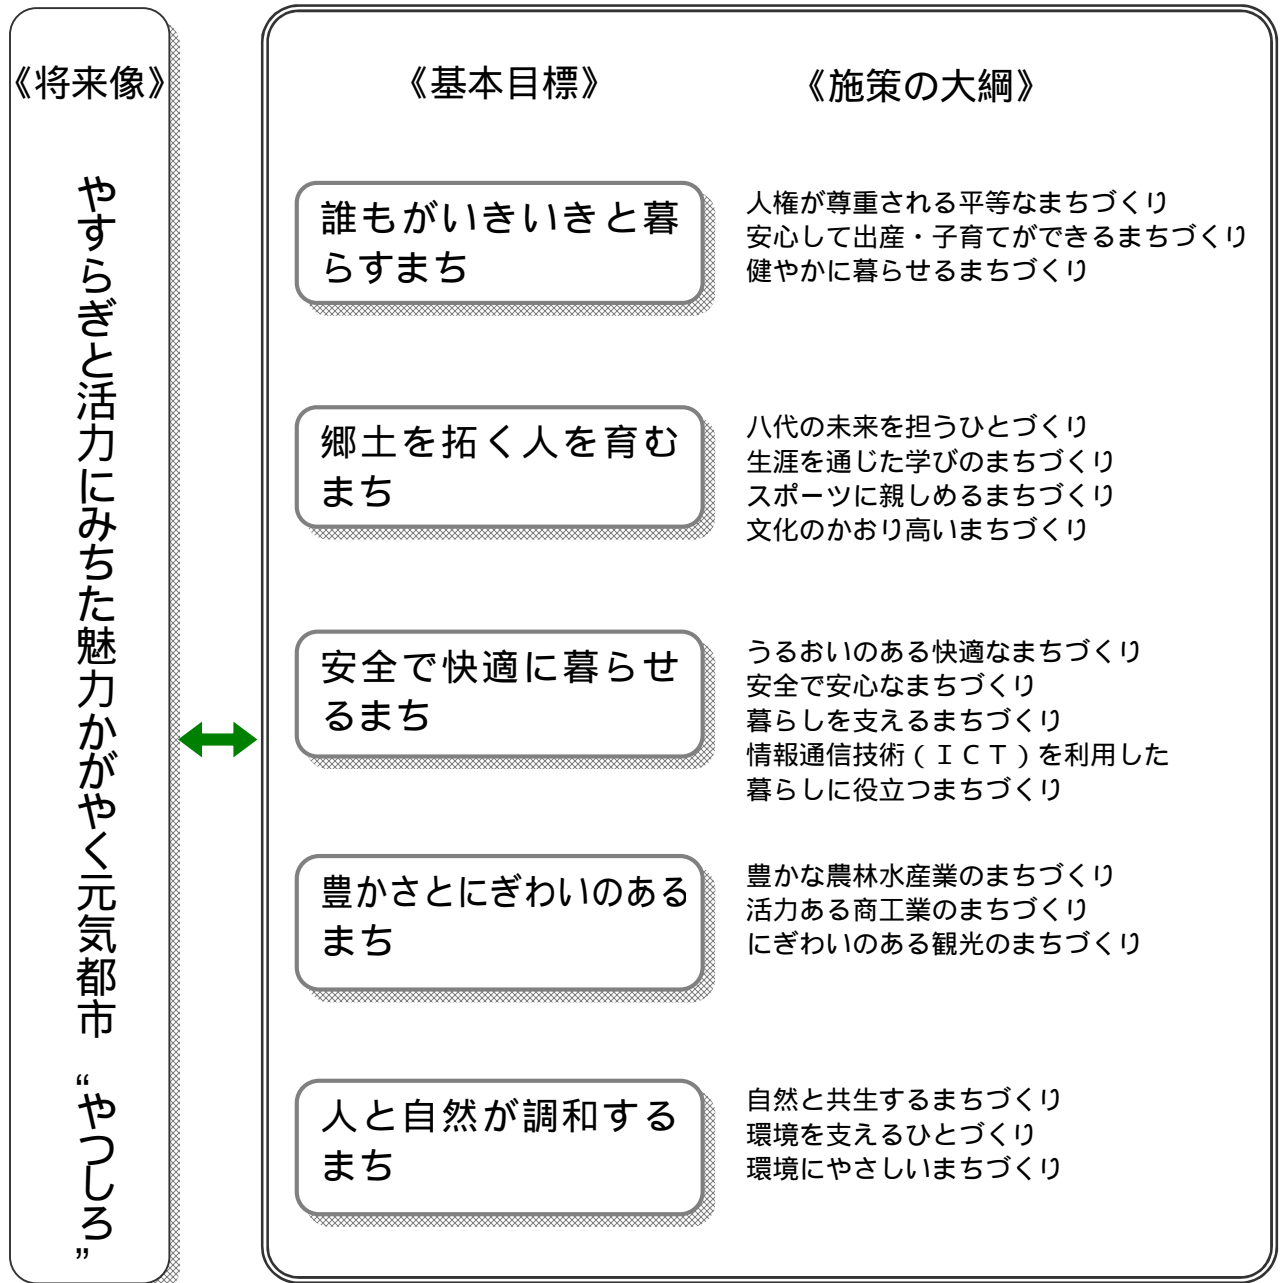 《将来像》
やすらぎと活力にみちた魅力かがやく元気都市 “やつしろ”
《基本目標》
《施策の大綱》
誰もがいきいきと暮
らすまち
人権が尊重される平等なまちづくり
安心して出産・子育てができるまちづくり
健やかに暮らせるまちづくり
郷土を拓く人を育む
まち
八代の未来を担うひとづくり
生涯を通じた学びのまちづくり
スポーツに親しめるまちづくり
文化のかおり高いまちづくり
安全で快適に暮らせ
るまち
うるおいのある快適なまちづくり
安全で安心なまちづくり
暮らしを支えるまちづくり
情報通信技術（ＩＣＴ）を利用した
暮らしに役立つまちづくり
豊かさとにぎわいのある
まち
豊かな農林水産業のまちづくり
活力ある商工業のまちづくり
にぎわいのある観光のまちづくり
人と自然が調和する
まち
自然と共生するまちづくり
環境を支えるひとづくり
環境にやさしいまちづくり